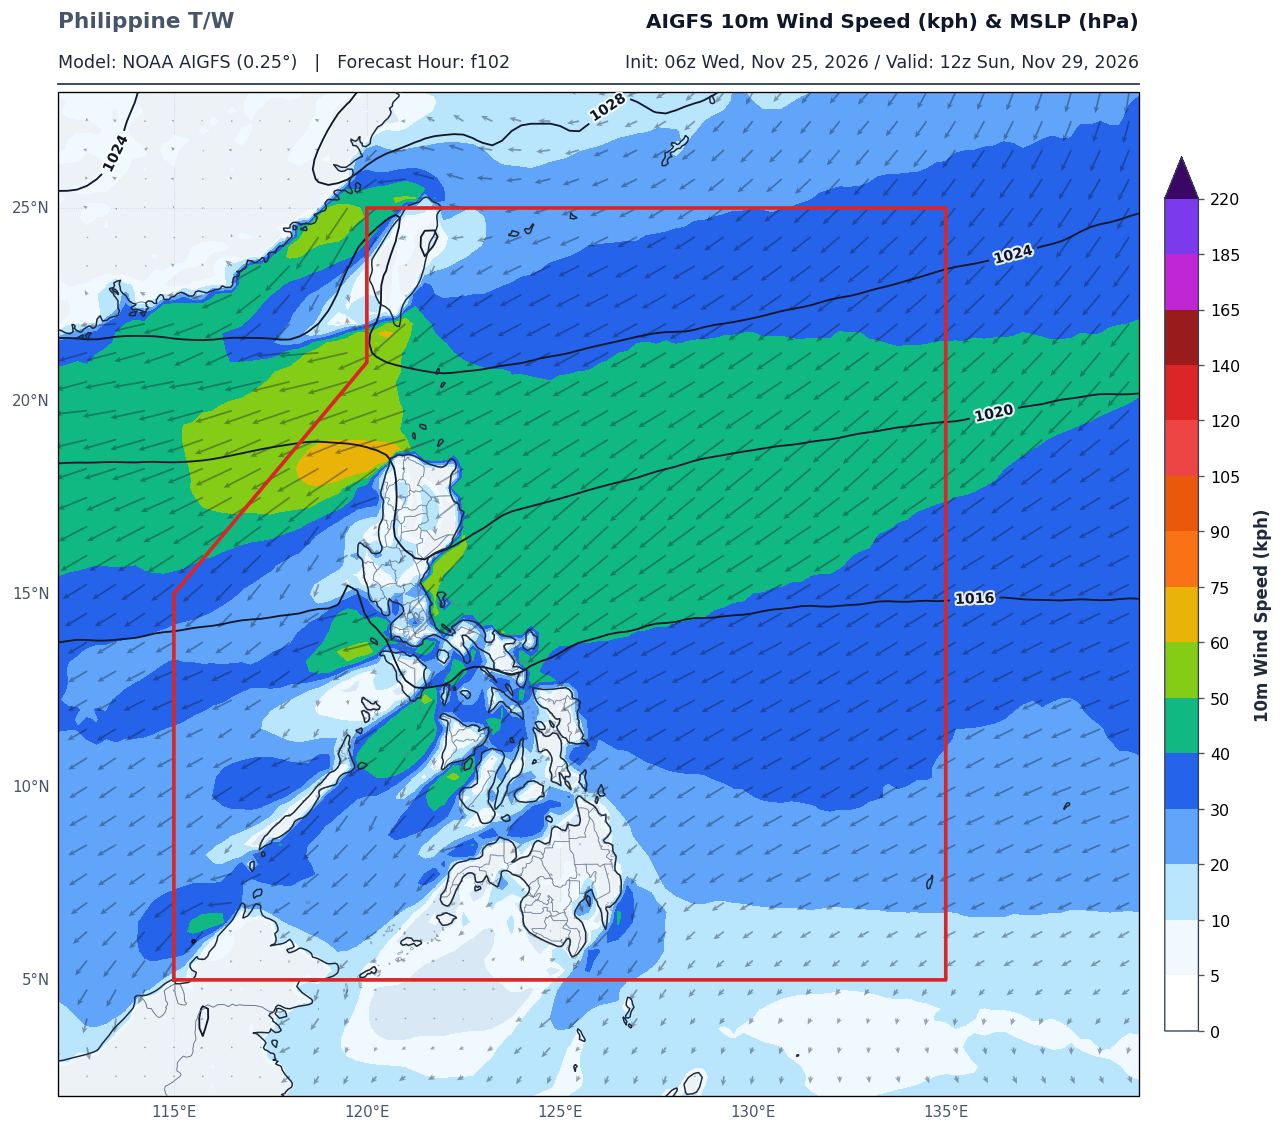 Philippine T/W
AIGFS 10m Wind Speed (kph) & MSLP (hPa)
Model: NOAA AIGFS (0.25°) | Forecast Hour: f102
Init: 06z Wed, Nov 25, 2026 / Valid: 12z Sun, Nov 29, 2026
1028
1024
1024
1020
1016
25°N
20°N
15°N
10°N
5°N
115°E
120°E
125°E
130°E
135°E
220
185
165
140
120
105
90
75
60
50
40
30
20
10
5
0
10m Wind Speed (kph)